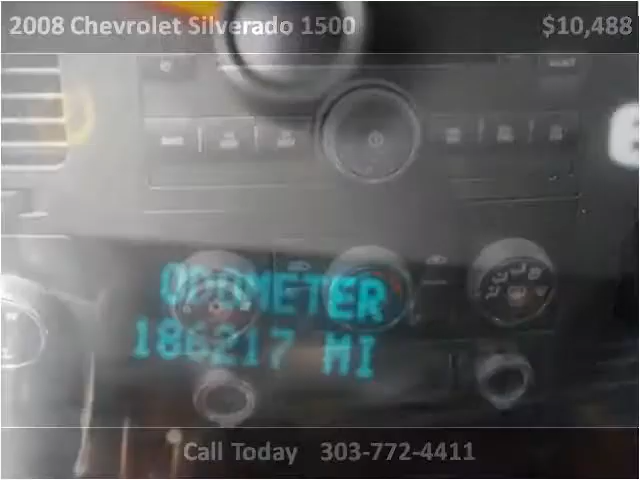 2008 Chevrolet Silverado 1500 $10,488
ODOMETER
186217 MI
Call Today 303-772-4411